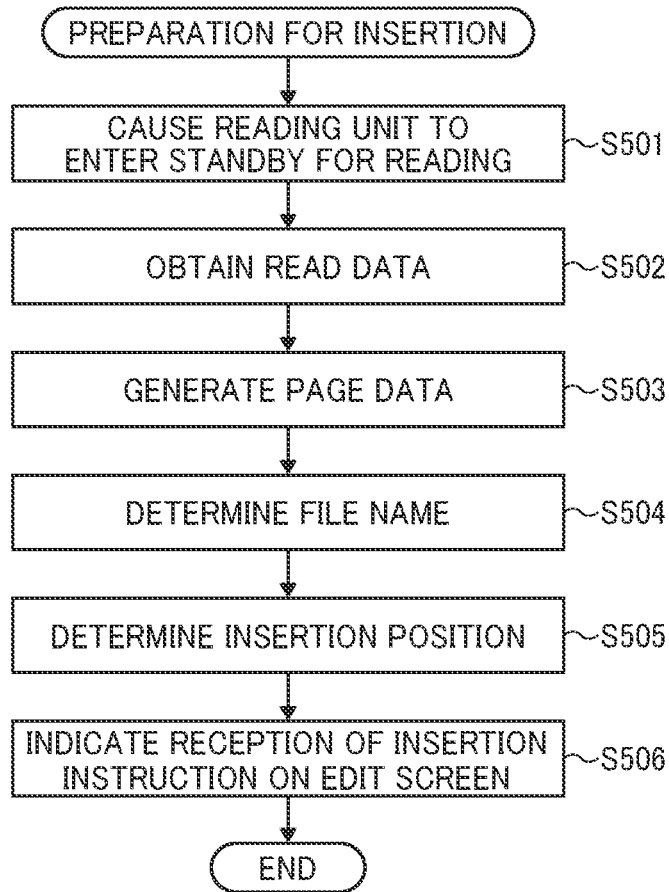 PREPARATION FOR INSERTION
CAUSE READING UNIT TO
ENTER STANDBY FOR READING
S501
OBTAIN READ DATA
S502
GENERATE PAGE DATA
S503
DETERMINE FILE NAME
S504
DETERMINE INSERTION POSITION
S505
INDICATE RECEPTION OF INSERTION
INSTRUCTION ON EDIT SCREEN
S506
END